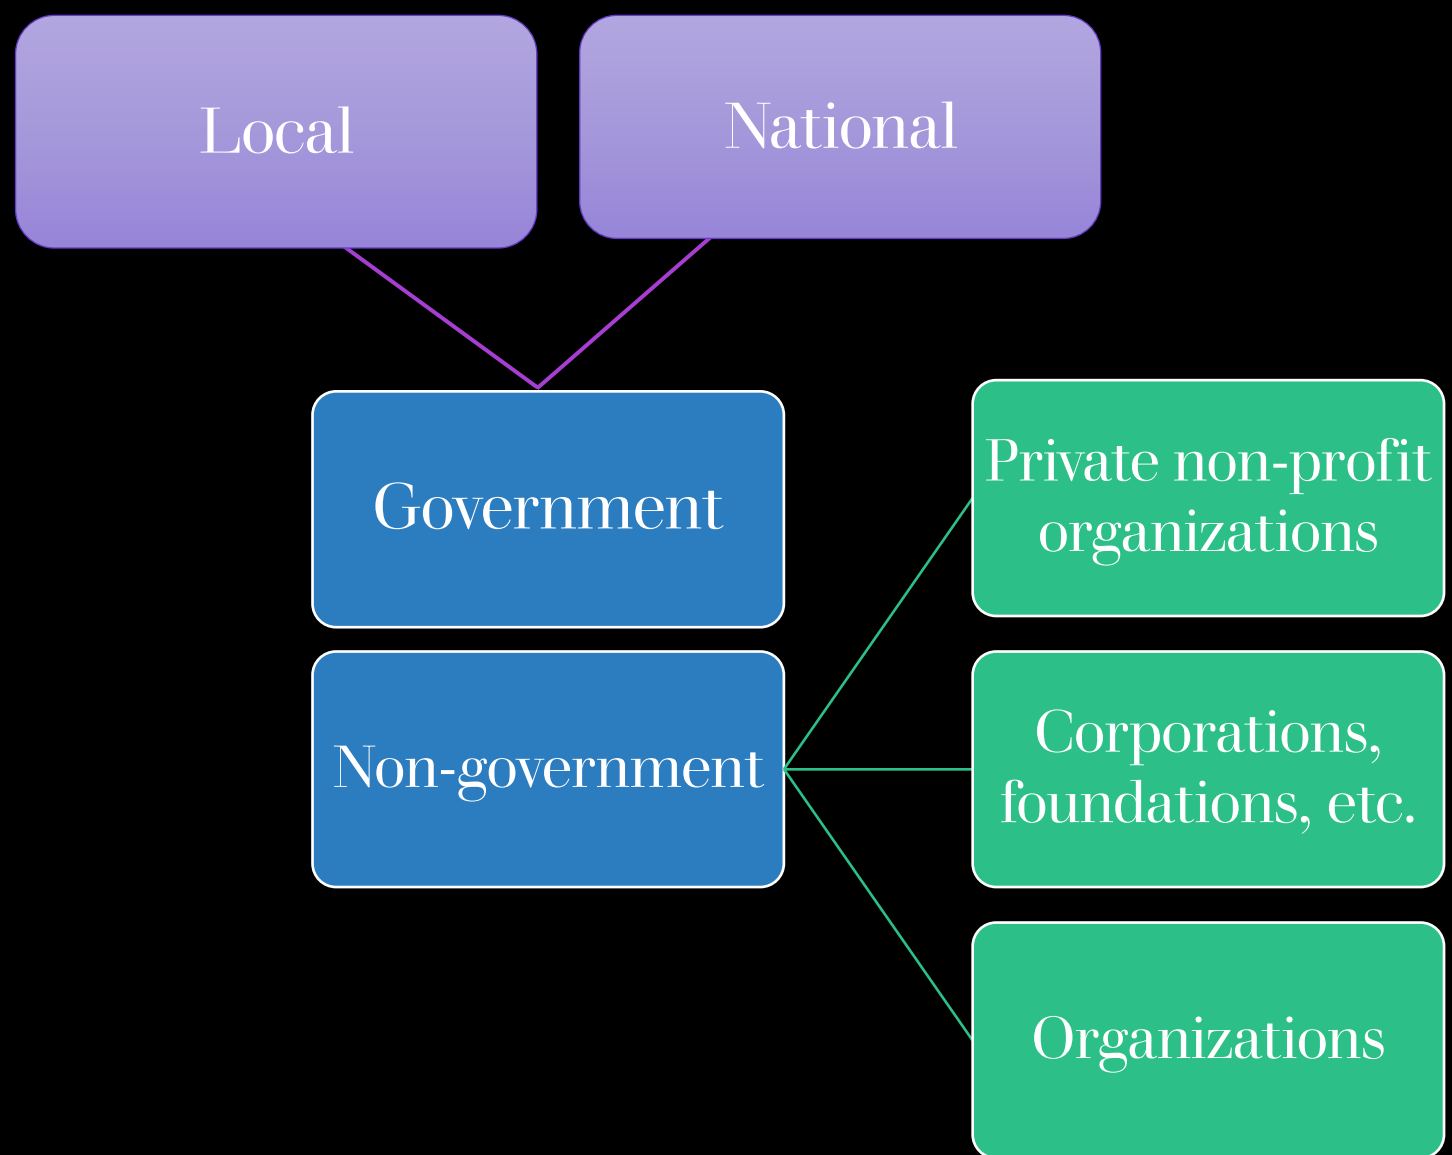 Local
National
Government
Non-government
Private non-profit
organizations
Corporations,
foundations, etc.
Organizations